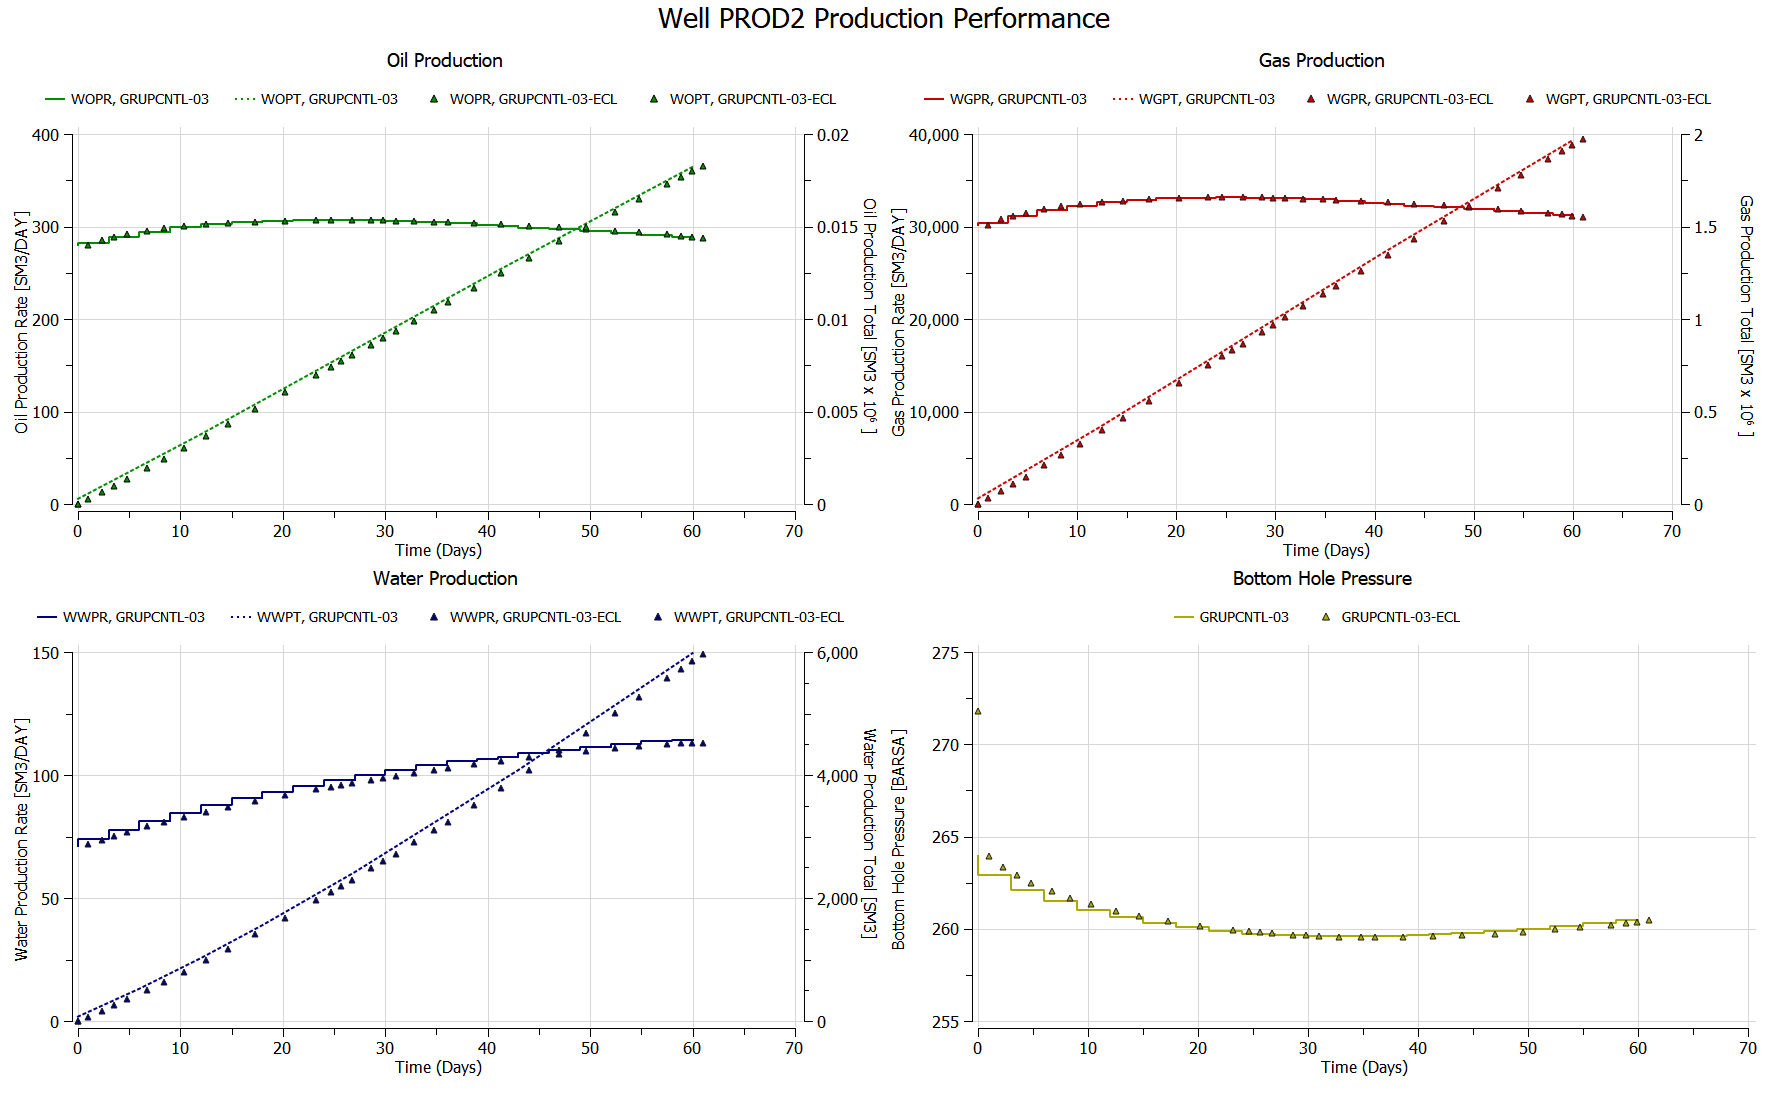 Well PROD2 Production Performance
Oil Production
WOPR, GRUPCNTL-03 WOPT, GRUPCNTL-03 WOPR, GRUPCNTL-03-ECL WOPT, GRUPCNTL-03-ECL
Oil Production Rate [SM3/DAY]
400
300
200
100
0
0.02
0.015
0.01
0.005
0
Oil Production Total [SM3 x 10⁶ ]
0 10 20 30 40 50 60 70
Time (Days)
Gas Production
WGPR, GRUPCNTL-03 WGPT, GRUPCNTL-03 WGPR, GRUPCNTL-03-ECL WGPT, GRUPCNTL-03-ECL
Gas Production Rate [SM3/DAY]
40,000
30,000
20,000
10,000
0
2
1.5
1
0.5
0
Gas Production Total [SM3 x 10⁶ ]
0 10 20 30 40 50 60 70
Time (Days)
Water Production
WWPR, GRUPCNTL-03 WWPT, GRUPCNTL-03 WWPR, GRUPCNTL-03-ECL WWPT, GRUPCNTL-03-ECL
Water Production Rate [SM3/DAY]
150
100
50
0
6,000
4,000
2,000
0
Water Production Total [SM3]
0 10 20 30 40 50 60 70
Time (Days)
Bottom Hole Pressure
GRUPCNTL-03 GRUPCNTL-03-ECL
Bottom Hole Pressure [BARSA]
275
270
265
260
255
0 10 20 30 40 50 60 70
Time (Days)